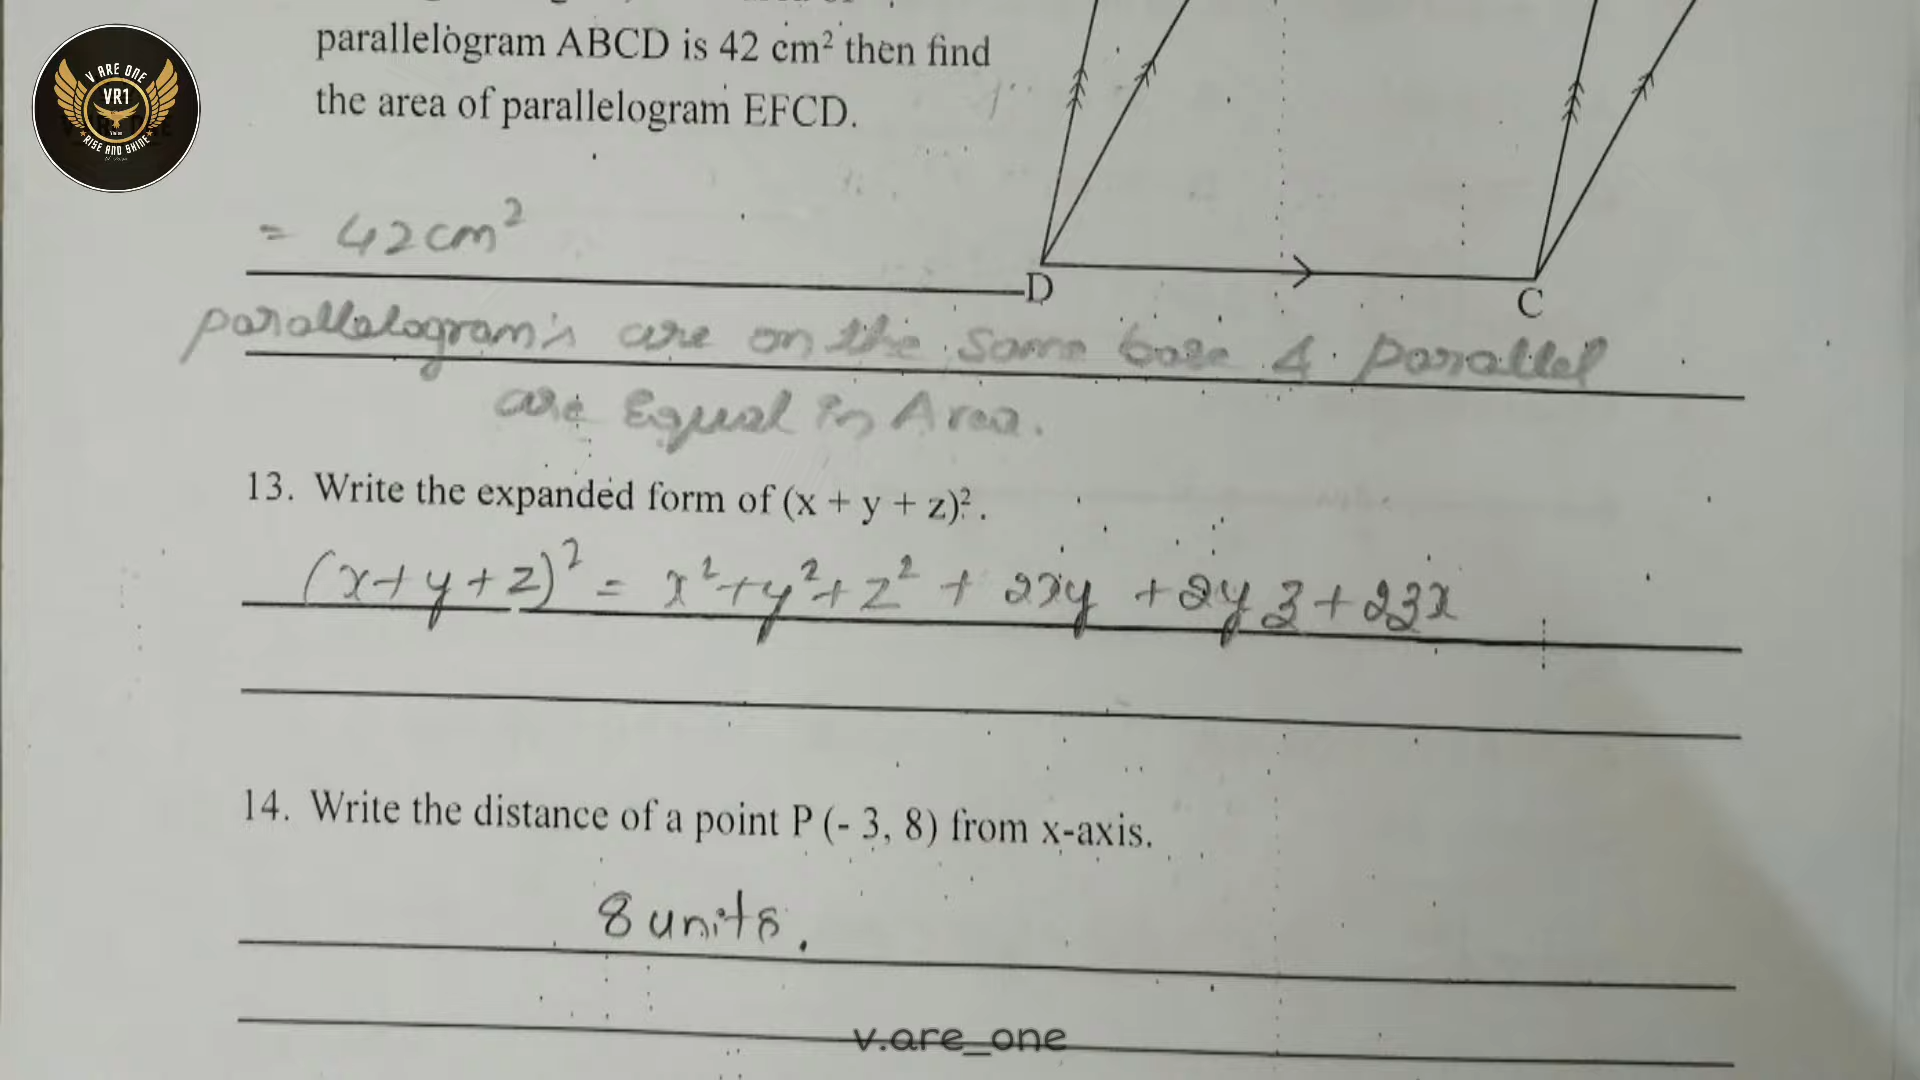 V ARE ONE
VR1
RISE AND SHINE
parallelogram ABCD is 42 cm² then find
the area of parallelogram EFCD.
= 42cm²
D
C
parallelogram's are on the same base & parallel
are Equal in Area.
13. Write the expanded form of (x + y + z)².
(x+y+z)² = x²+y²+z² + 2xy +2yz+2zx
14. Write the distance of a point P (- 3, 8) from x-axis.
8 units.
v.are_one